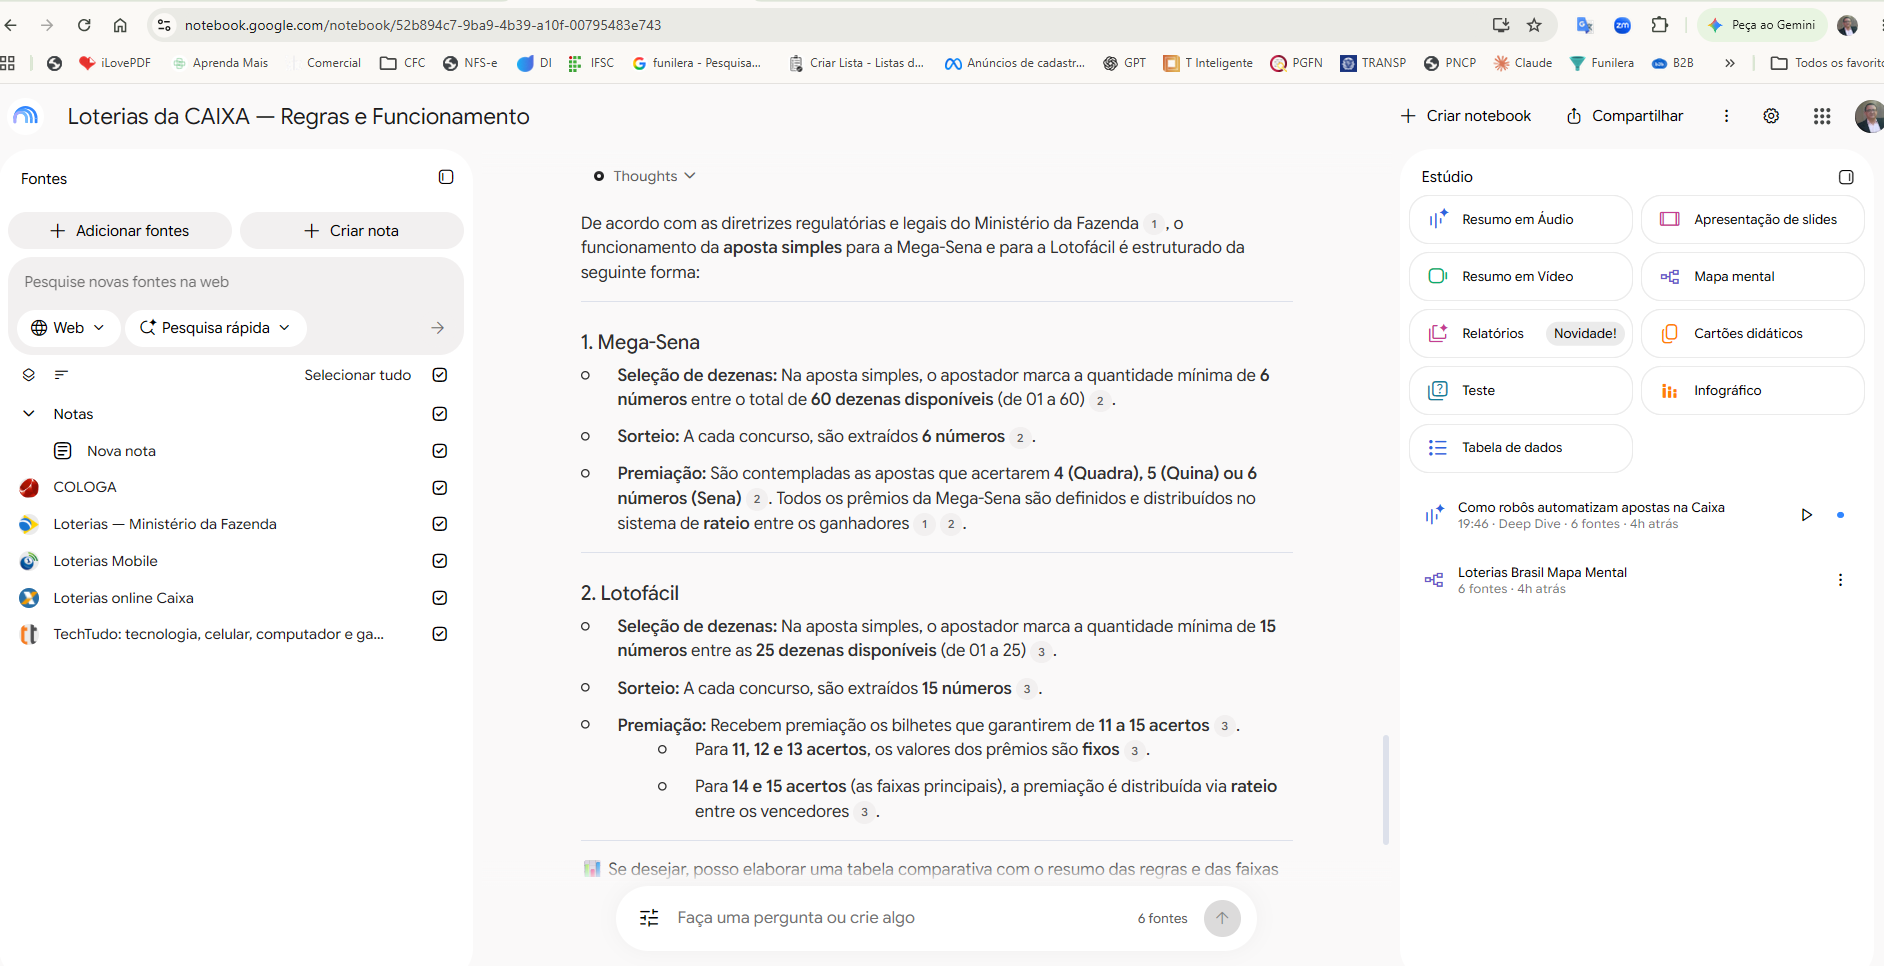 notebook.google.com/notebook/52b894c7-9ba9-4b39-a10f-00795483e743
Peça ao Gemini
iLovePDF
Aprenda Mais
Comercial
CFC
NFS-e
DI
IFSC
funilera - Pesquisa...
Criar Lista - Listas d...
Anúncios de cadastr...
GPT
T Inteligente
PGFN
TRANSP
PNCP
Claude
Funilera
B2B
»
Todos os favorito
Loterias da CAIXA — Regras e Funcionamento
Criar notebook
Compartilhar
Fontes
Adicionar fontes
Criar nota
Pesquise novas fontes na web
Web
Pesquisa rápida
Selecionar tudo
Notas
Nova nota
COLOGA
Loterias — Ministério da Fazenda
Loterias Mobile
Loterias online Caixa
TechTudo: tecnologia, celular, computador e ga...
Thoughts
De acordo com as diretrizes regulatórias e legais do Ministério da Fazenda 1 , o
funcionamento da aposta simples para a Mega-Sena e para a Lotofácil é estruturado da
seguinte forma:
1. Mega-Sena
Seleção de dezenas: Na aposta simples, o apostador marca a quantidade mínima de 6
números entre o total de 60 dezenas disponíveis (de 01 a 60) 2 .
Sorteio: A cada concurso, são extraídos 6 números 2 .
Premiação: São contempladas as apostas que acertarem 4 (Quadra), 5 (Quina) ou 6
números (Sena) 2 . Todos os prêmios da Mega-Sena são definidos e distribuídos no
sistema de rateio entre os ganhadores 1 2 .
2. Lotofácil
Seleção de dezenas: Na aposta simples, o apostador marca a quantidade mínima de 15
números entre as 25 dezenas disponíveis (de 01 a 25) 3 .
Sorteio: A cada concurso, são extraídos 15 números 3 .
Premiação: Recebem premiação os bilhetes que garantirem de 11 a 15 acertos 3 .
Para 11, 12 e 13 acertos, os valores dos prêmios são fixos 3 .
Para 14 e 15 acertos (as faixas principais), a premiação é distribuída via rateio
entre os vencedores 3 .
Se desejar, posso elaborar uma tabela comparativa com o resumo das regras e das faixas
Faça uma pergunta ou crie algo
6 fontes
Estúdio
Resumo em Áudio
Apresentação de slides
Resumo em Vídeo
Mapa mental
Relatórios
Novidade!
Cartões didáticos
Teste
Infográfico
Tabela de dados
Como robôs automatizam apostas na Caixa
19:46 · Deep Dive · 6 fontes · 4h atrás
Loterias Brasil Mapa Mental
6 fontes · 4h atrás